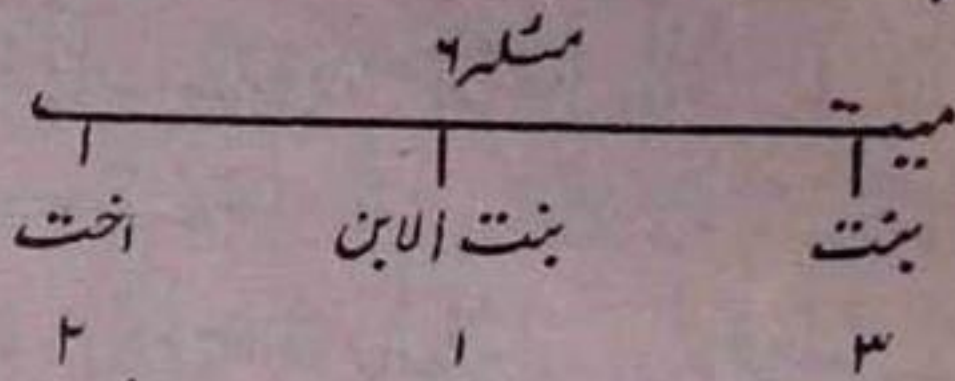 مسئلہ ۶
میت
بنت بنت الابن اخت
۳ ۱ ۲